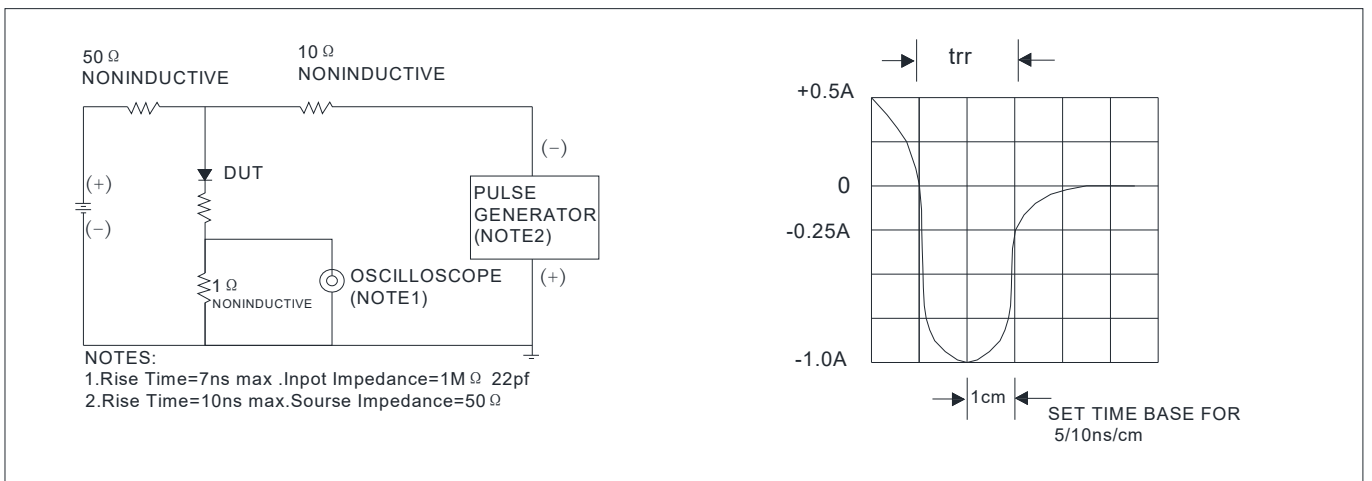 50 Ω
NONINDUCTIVE
10 Ω
NONINDUCTIVE
(+)
(−)
DUT
1 Ω
NONINDUCTIVE
OSCILLOSCOPE
(NOTE1)
(−)
PULSE
GENERATOR
(NOTE2)
(+)
NOTES:
1.Rise Time=7ns max .Inpot Impedance=1M Ω 22pf
2.Rise Time=10ns max.Sourse Impedance=50 Ω
trr
+0.5A
0
-0.25A
-1.0A
1cm
SET TIME BASE FOR
5/10ns/cm